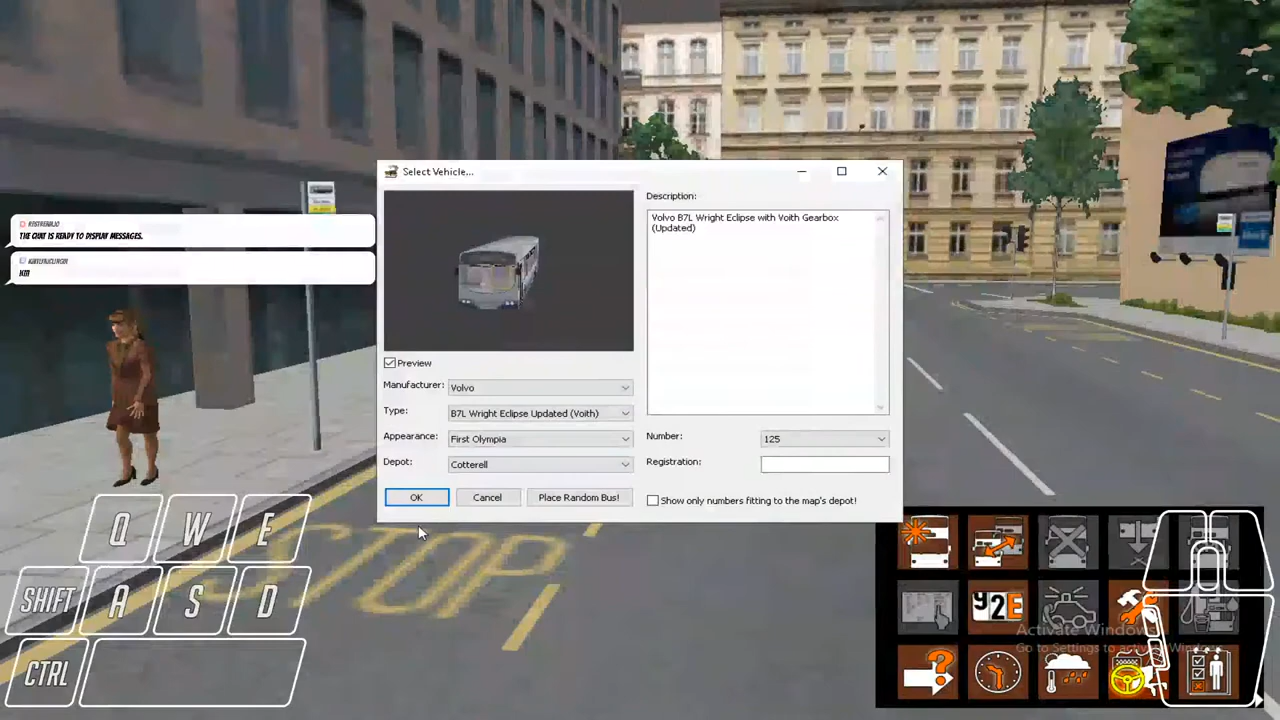 Select Vehicle...
Description:
Volvo B7L Wright Eclipse with Voith Gearbox
(Updated)
THE CHAT IS READY TO DISPLAY MESSAGES.
Preview
Manufacturer: Volvo
Type: B7L Wright Eclipse Updated (Voith)
Appearance: First Olympia
Number: 125
Depot: Cotterell
Registration:
OK Cancel Place Random Bus!
Show only numbers fitting to the map's depot!
Q W E
SHIFT A S D
CTRL
STOP
92E
Activate Windows
Go to Settings to activate Windows.